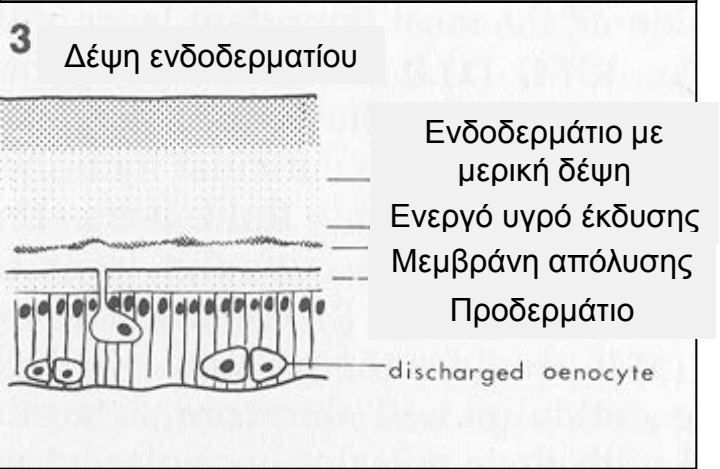 3
Δέψη ενδοδερματίου
Ενδοδερμάτιο με
μερική δέψη
Ενεργό υγρό έκδυσης
Μεμβράνη απόλυσης
Προδερμάτιο
discharged oenocyte